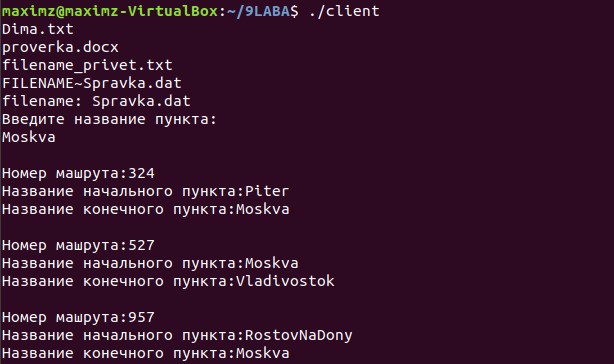 maximz@maximz-VirtualBox:~/9LABA$ ./client
Dima.txt
proverka.docx
filename_privet.txt
FILENAME~Spravka.dat
filename: Spravka.dat
Введите название пункта:
Moskva
Номер машрута:324
Название начального пункта:Piter
Название конечного пункта:Moskva
Номер машрута:527
Название начального пункта:Moskva
Название конечного пункта:Vladivostok
Номер машрута:957
Название начального пункта:RostovNaDony
Название конечного пункта:Moskva